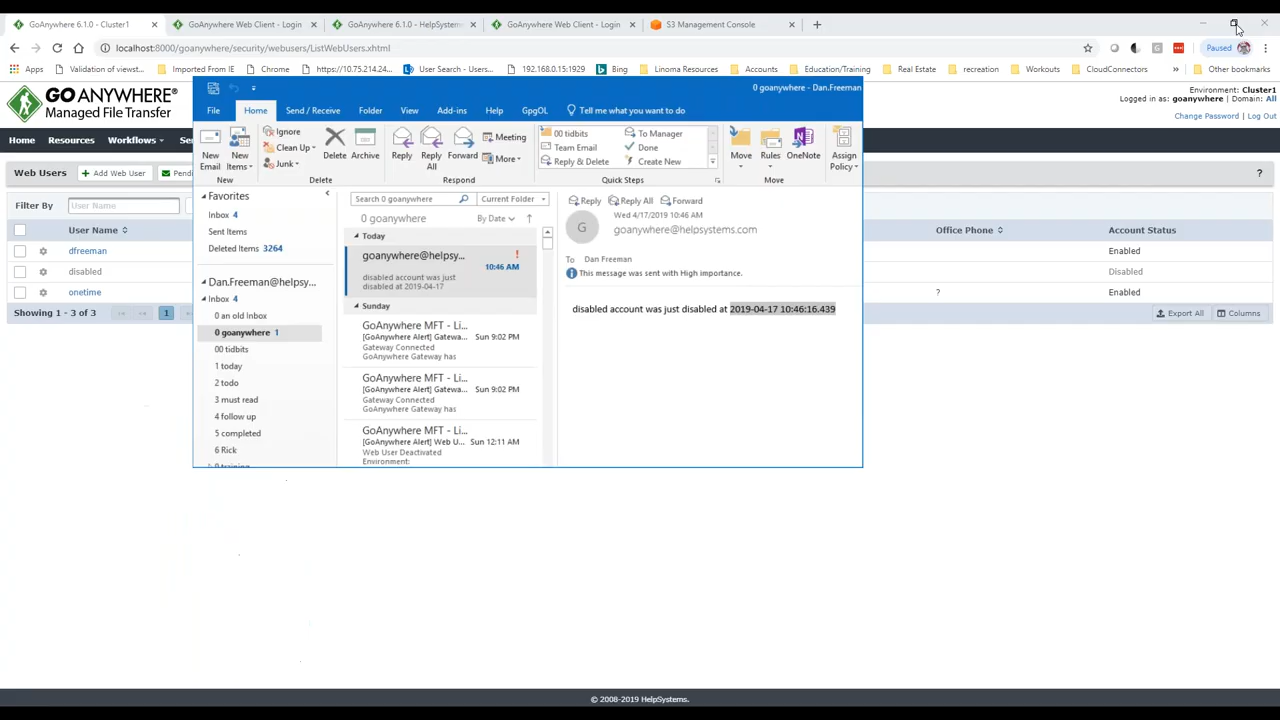 GoAnywhere 6.1.0 - Cluster1
GoAnywhere Web Client - Login
GoAnywhere 6.1.0 - HelpSystems
GoAnywhere Web Client - Login
S3 Management Console
localhost:8000/goanywhere/security/webusers/ListWebUsers.xhtml
Paused
Apps
Validation of viewst...
Imported From IE
Chrome
https://10.75.214.24...
User Search - Users...
192.168.0.15:1929
Bing
Linoma Resources
Accounts
Education/Training
Real Estate
recreation
Workouts
CloudConnectors
»
Other bookmarks
GO ANYWHERE®
Managed File Transfer
Environment: Cluster1
Logged in as: goanywhere | Domain: All
Change Password | Log Out
Home
Resources
Workflows
Web Users
Add Web User
?
Filter By
User Name
User Name
Office Phone
Account Status
dfreeman
Enabled
disabled
Disabled
onetime
?
Enabled
Showing 1 - 3 of 3
1
Export All
Columns
0 goanywhere - Dan.Freeman
File
Home
Send / Receive
Folder
View
Add-ins
Help
GpgOL
Tell me what you want to do
New
Email
New
Items
New
Ignore
Clean Up
Junk
Delete
Archive
Delete
Reply
Reply
All
Forward
Meeting
More
Respond
00 tidbits
Team Email
Reply & Delete
To Manager
Done
Create New
Quick Steps
Move
Rules
OneNote
Move
Assign
Policy
Favorites
Inbox 4
Sent Items
Deleted Items 3264
Dan.Freeman@helpsy...
Inbox 4
0 an old Inbox
0 goanywhere 1
00 tidbits
1 today
2 todo
3 must read
4 follow up
5 completed
6 Rick
Search 0 goanywhere
Current Folder
0 goanywhere
By Date
Today
goanywhere@helpsy...
10:46 AM
disabled account was just
disabled at 2019-04-17
Sunday
GoAnywhere MFT - Li...
[GoAnywhere Alert] Gatewa...
Sun 9:02 PM
Gateway Connected
GoAnywhere Gateway has
GoAnywhere MFT - Li...
[GoAnywhere Alert] Gatewa...
Sun 9:02 PM
Gateway Connected
GoAnywhere Gateway has
GoAnywhere MFT - Li...
[GoAnywhere Alert] Web U...
Sun 12:11 AM
Web User Deactivated
Environment:
Reply
Reply All
Forward
Wed 4/17/2019 10:46 AM
G
goanywhere@helpsystems.com
To
Dan Freeman
This message was sent with High importance.
disabled account was just disabled at 2019-04-17 10:46:16.439
© 2008-2019 HelpSystems.